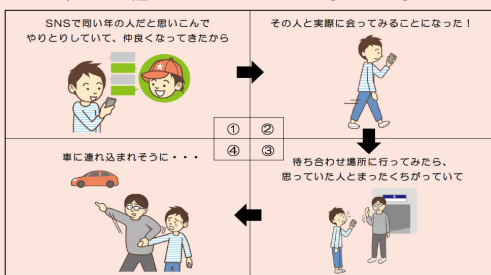 SNSで同い年の人だと思いこんで
やりとりしていて、仲良くなってきたから
その人と実際に会ってみることになった！
①
②
④
③
待ち合わせ場所に行ってみたら、
思っていた人とまったくちがっていて
車に連れ込まれそうに・・・